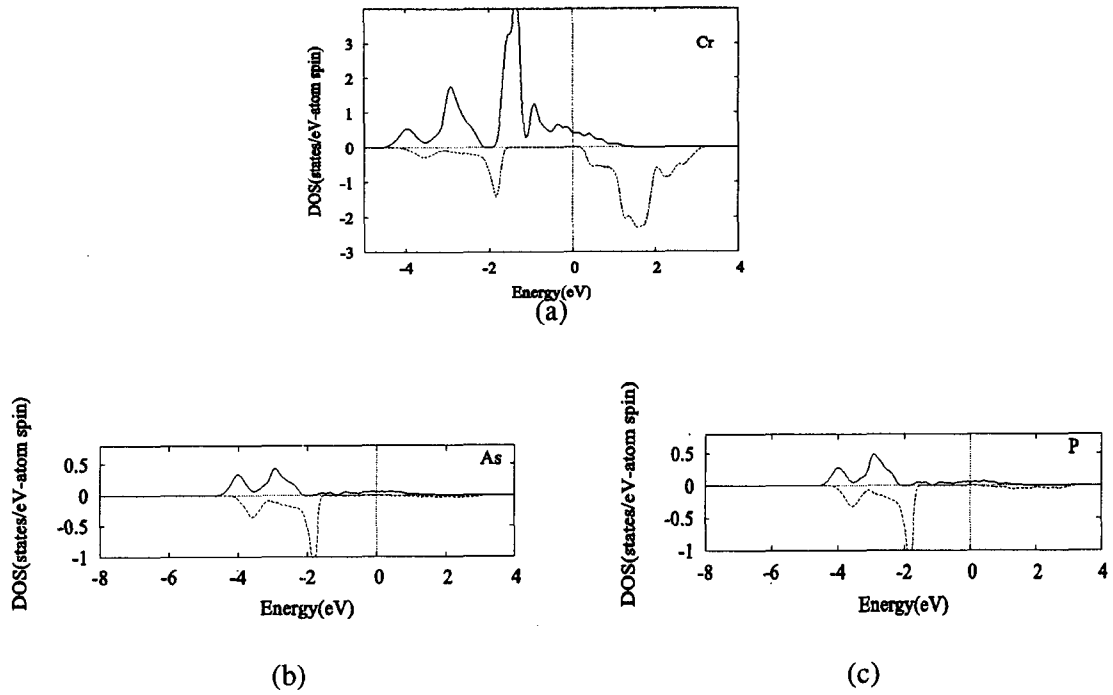 Cr
DOS(states/eV-atom spin)
3
2
1
0
-1
-2
-3
-4 -2 0 2 4
Energy(eV)
(a)
As
DOS(states/eV-atom spin)
0.5
0
-0.5
-1
-8 -6 -4 -2 0 2 4
Energy(eV)
(b)
P
DOS(states/eV-atom spin)
0.5
0
-0.5
-1
-8 -6 -4 -2 0 2 4
Energy(eV)
(c)